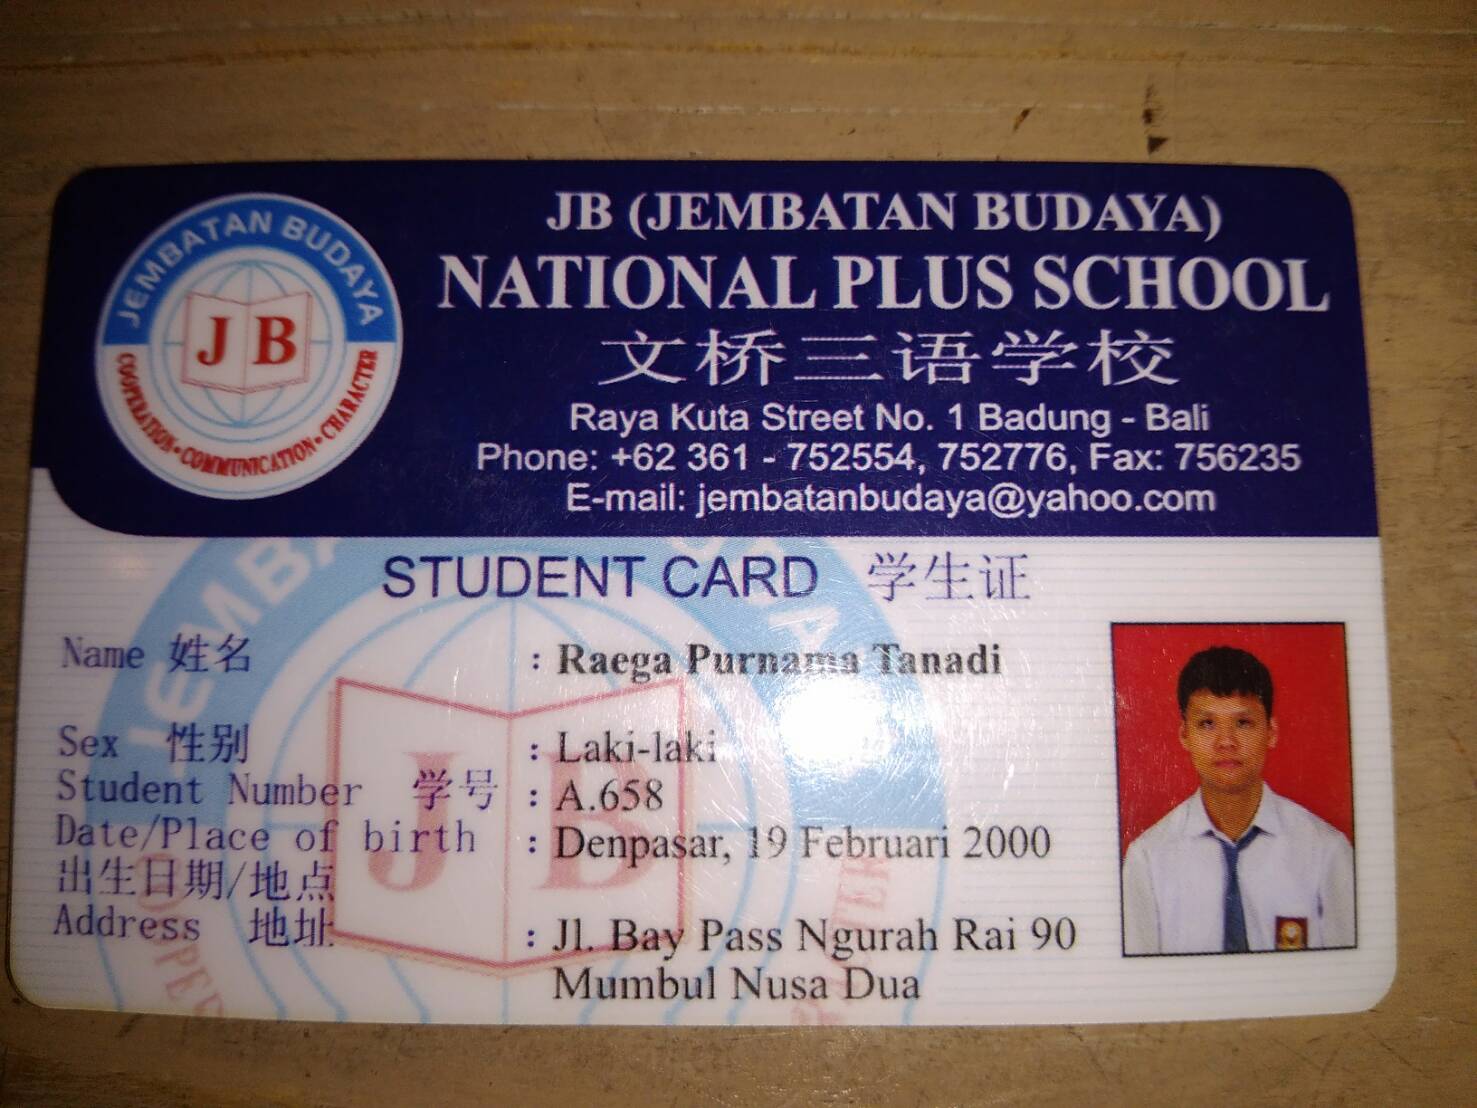 JEMBATAN BUDAYA
JB
COOPERATION • COMMUNICATION • CHARACTER
JB (JEMBATAN BUDAYA)
NATIONAL PLUS SCHOOL
文桥三语学校
Raya Kuta Street No. 1 Badung - Bali
Phone: +62 361 - 752554, 752776, Fax: 756235
E-mail: jembatanbudaya@yahoo.com
STUDENT CARD 学生证
Name 姓名 : Raega Purnama Tanadi
Sex 性别 : Laki-laki
Student Number 学号 : A.658
Date/Place of birth : Denpasar, 19 Februari 2000
出生日期/地点
Address 地址 : Jl. Bay Pass Ngurah Rai 90
Mumbul Nusa Dua